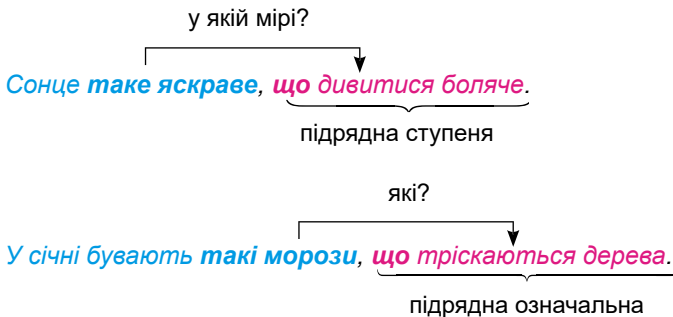 у якій мірі?
Сонце таке яскраве, що дивитися боляче.
підрядна ступеня
які?
У січні бувають такі морози, що тріскаються дерева.
підрядна означальна